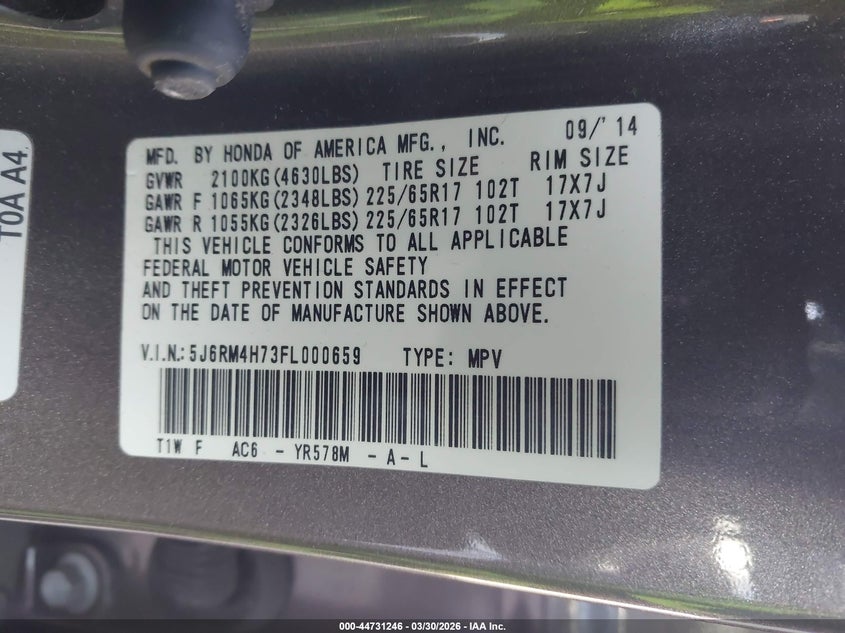 MFD. BY HONDA OF AMERICA MFG., INC. 09/'14
GVWR 2100KG(4630LBS) TIRE SIZE RIM SIZE
GAWR F 1065KG(2348LBS) 225/65R17 102T 17X7J
GAWR R 1055KG(2326LBS) 225/65R17 102T 17X7J
THIS VEHICLE CONFORMS TO ALL APPLICABLE
FEDERAL MOTOR VEHICLE SAFETY
AND THEFT PREVENTION STANDARDS IN EFFECT
ON THE DATE OF MANUFACTURE SHOWN ABOVE.
V.I.N.:5J6RM4H73FL000659 TYPE: MPV
T1W F AC6 - YR578M - A - L
T0A A4
000-44731246 - 03/30/2026 - IAA Inc.